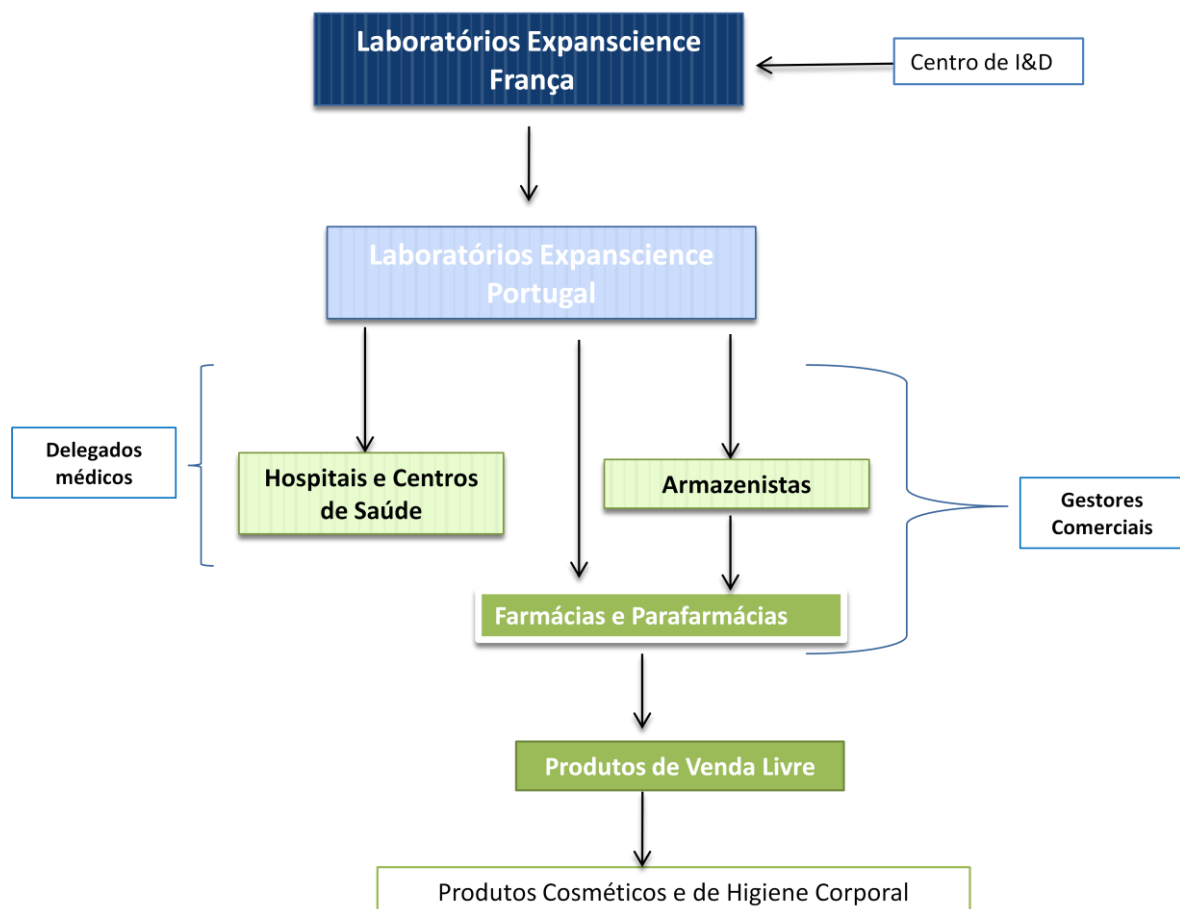 Laboratórios Expanscience
França
Centro de I&D
Laboratórios Expanscience
Portugal
Delegados
médicos
Hospitais e Centros
de Saúde
Armazenistas
Gestores
Comerciais
Farmácias e Parafarmácias
Produtos de Venda Livre
Produtos Cosméticos e de Higiene Corporal